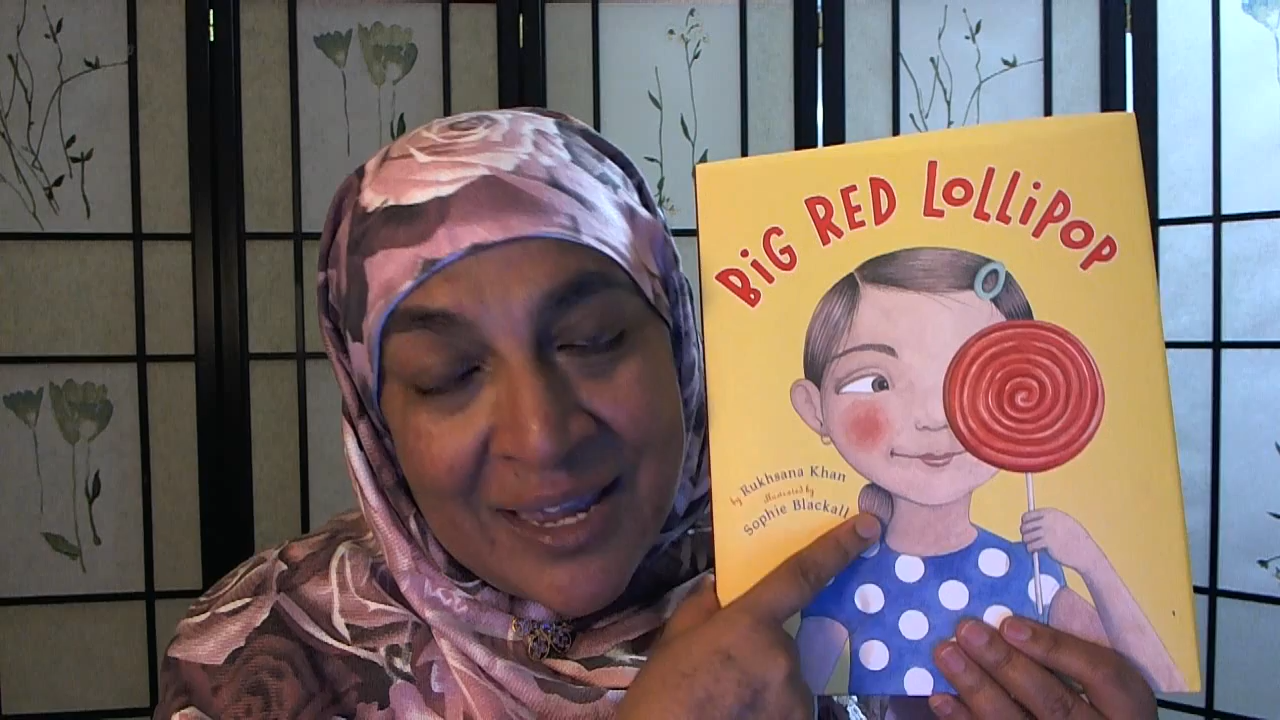 BiG RED LOLLiPOP
by Rukhsana Khan
illustrated by
Sophie Blackall